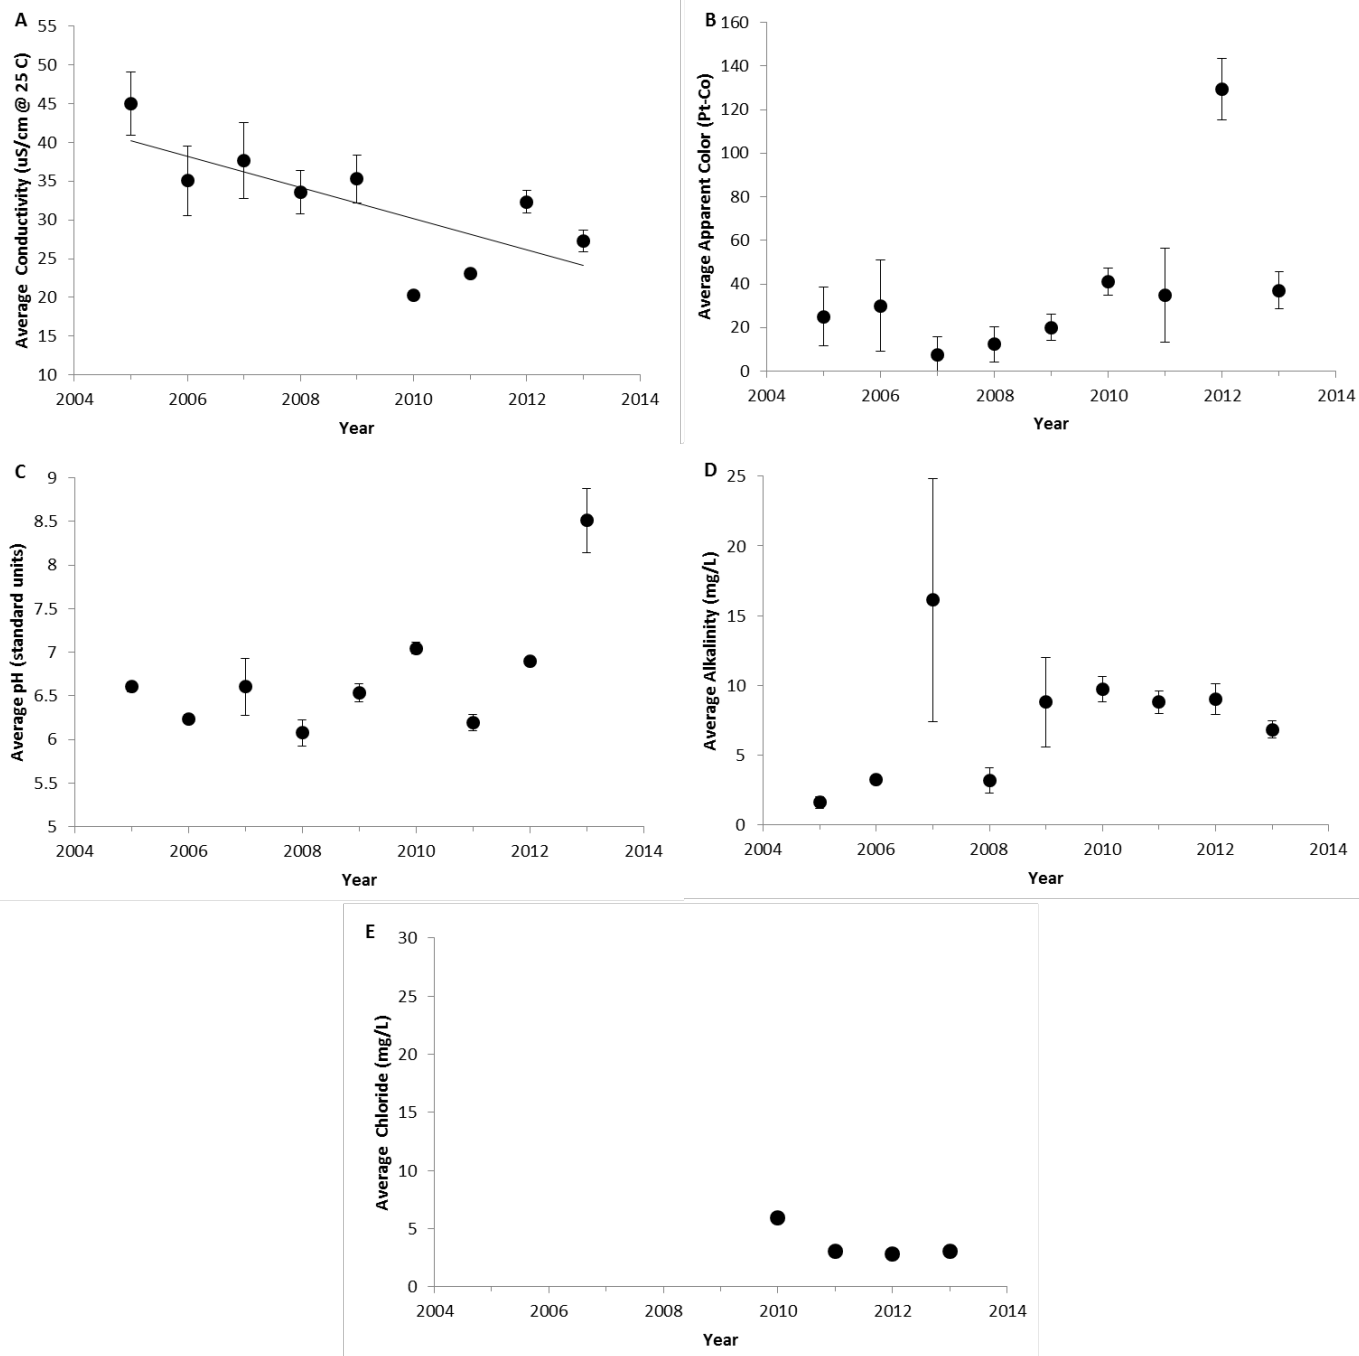 A
Average Conductivity (uS/cm @ 25 C)
55
50
45
40
35
30
25
20
15
10
2004 2006 2008 2010 2012 2014
Year
B
Average Apparent Color (Pt-Co)
160
140
120
100
80
60
40
20
0
2004 2006 2008 2010 2012 2014
Year
C
Average pH (standard units)
9
8.5
8
7.5
7
6.5
6
5.5
5
2004 2006 2008 2010 2012 2014
Year
D
Average Alkalinity (mg/L)
25
20
15
10
5
0
2004 2006 2008 2010 2012 2014
Year
E
Average Chloride (mg/L)
30
25
20
15
10
5
0
2004 2006 2008 2010 2012 2014
Year